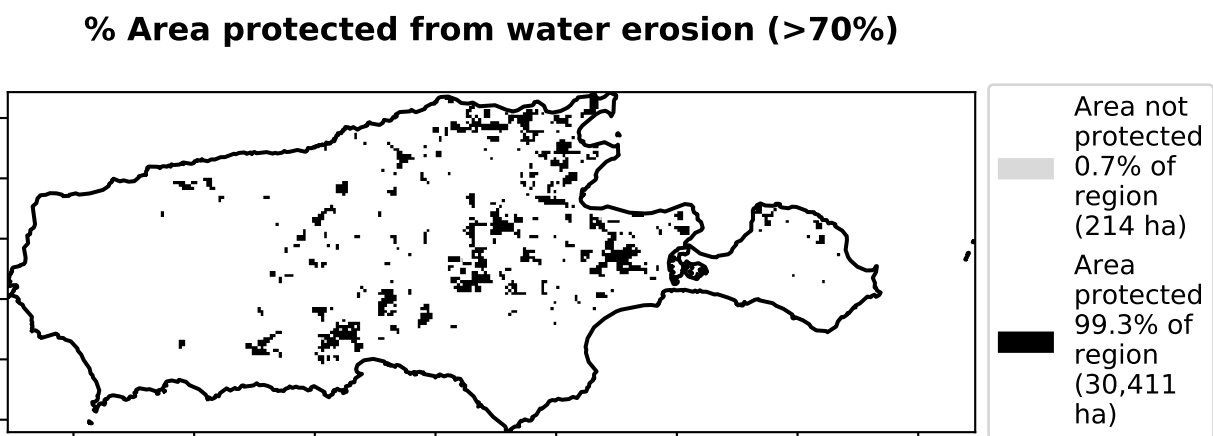 % Area protected from water erosion (>70%)
Area not
protected
0.7% of
region
(214 ha)
Area
protected
99.3% of
region
(30,411
ha)